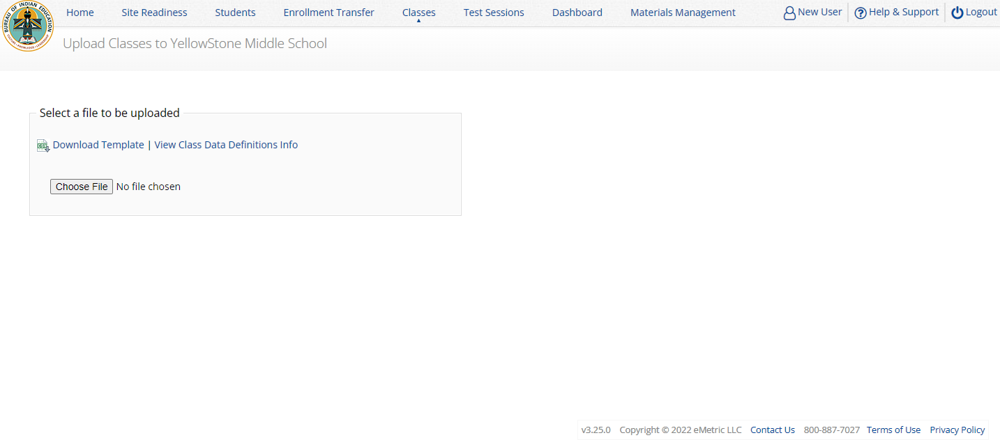 BUREAU OF INDIAN EDUCATION
Home Site Readiness Students Enrollment Transfer Classes Test Sessions Dashboard Materials Management New User Help & Support Logout
Upload Classes to YellowStone Middle School
Select a file to be uploaded
CSV Download Template | View Class Data Definitions Info
Choose File No file chosen
v3.25.0 Copyright © 2022 eMetric LLC Contact Us 800-887-7027 Terms of Use Privacy Policy